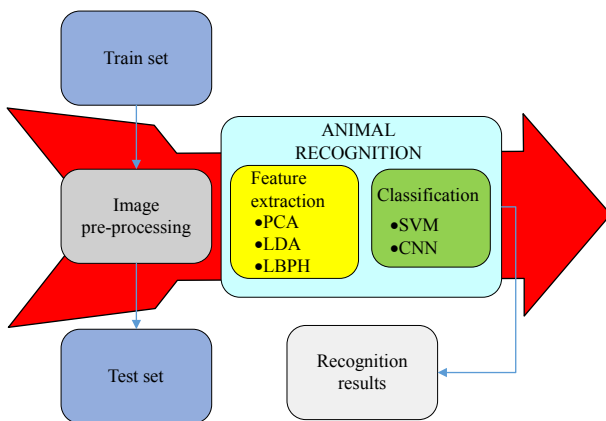 Train set
Image
pre-processing
Test set
ANIMAL
RECOGNITION
Feature
extraction
•PCA
•LDA
•LBPH
Classification
•SVM
•CNN
Recognition
results